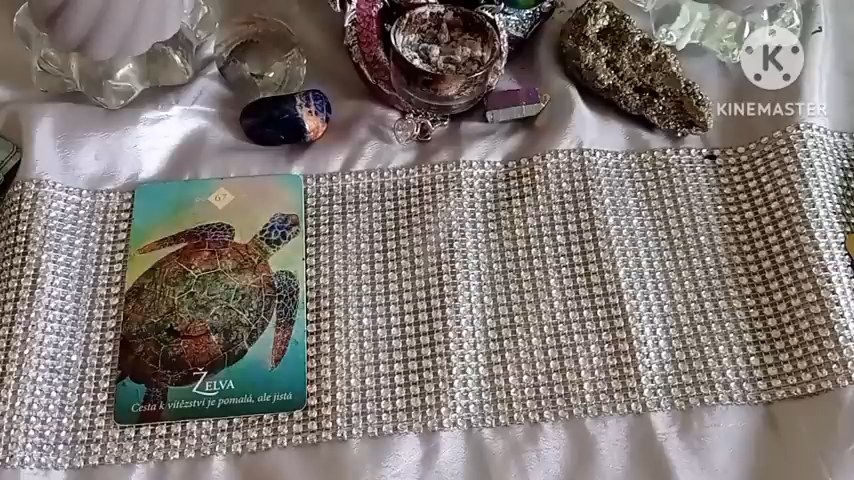 K
KINEMASTER
67
ŽELVA
Cesta k vítězství je pomalá, ale jistá